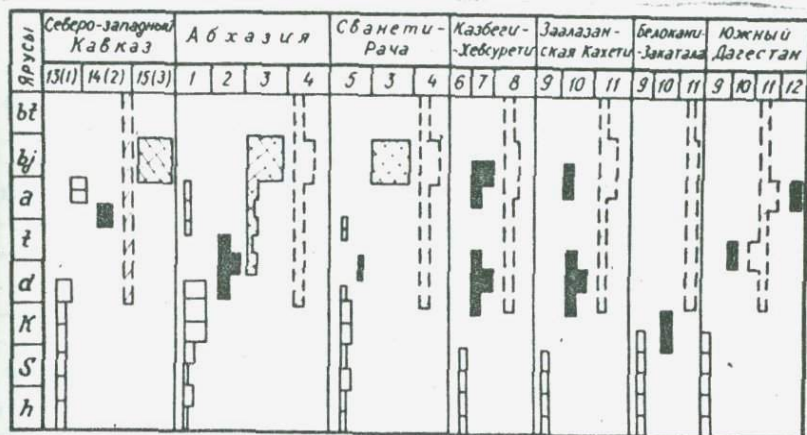 ЯРУСЫ
Северо-западный Кавказ
Абхазия
Сванети-Рача
Казбеги-Хевсурети
Заалазан-ская Кахети
Белокани-Закатала
Южный Дагестан
13(1) 14(2) 15(3) 1 2 3 4 5 3 4 6 7 8 9 10 11 9 10 11 9 10 11 12
bt
bj
a
t
d
K
S
h